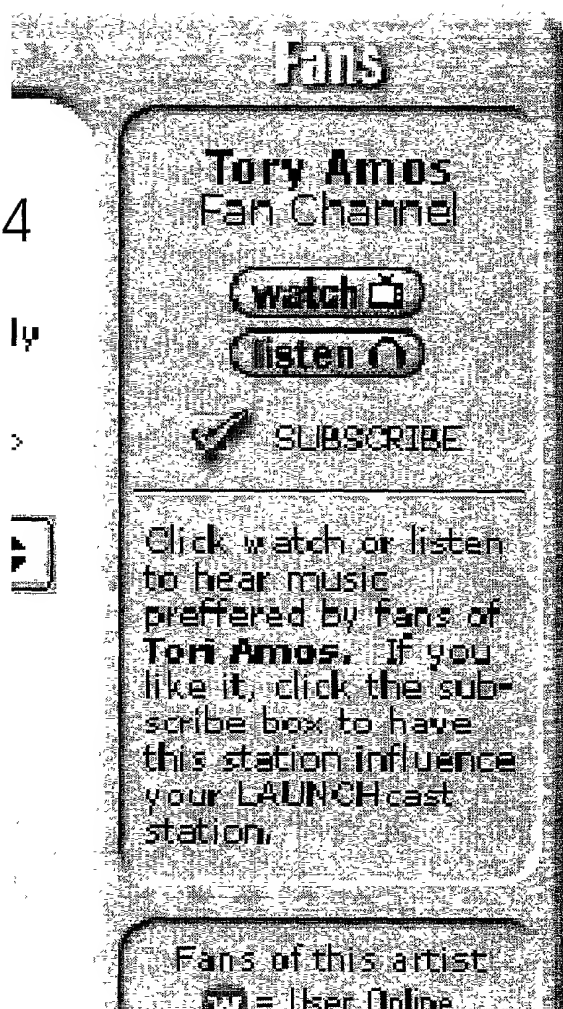 Fans
Tory Amos
Fan Channel
4
watch
ly
listen
>
SUBSCRIBE
Click watch or listen
to hear music
preffered by fans of
Tori Amos. If you
like it, click the sub-
scribe box to have
this station influence
your LAUNCHcast
station.
Fans of this artist
= User Online